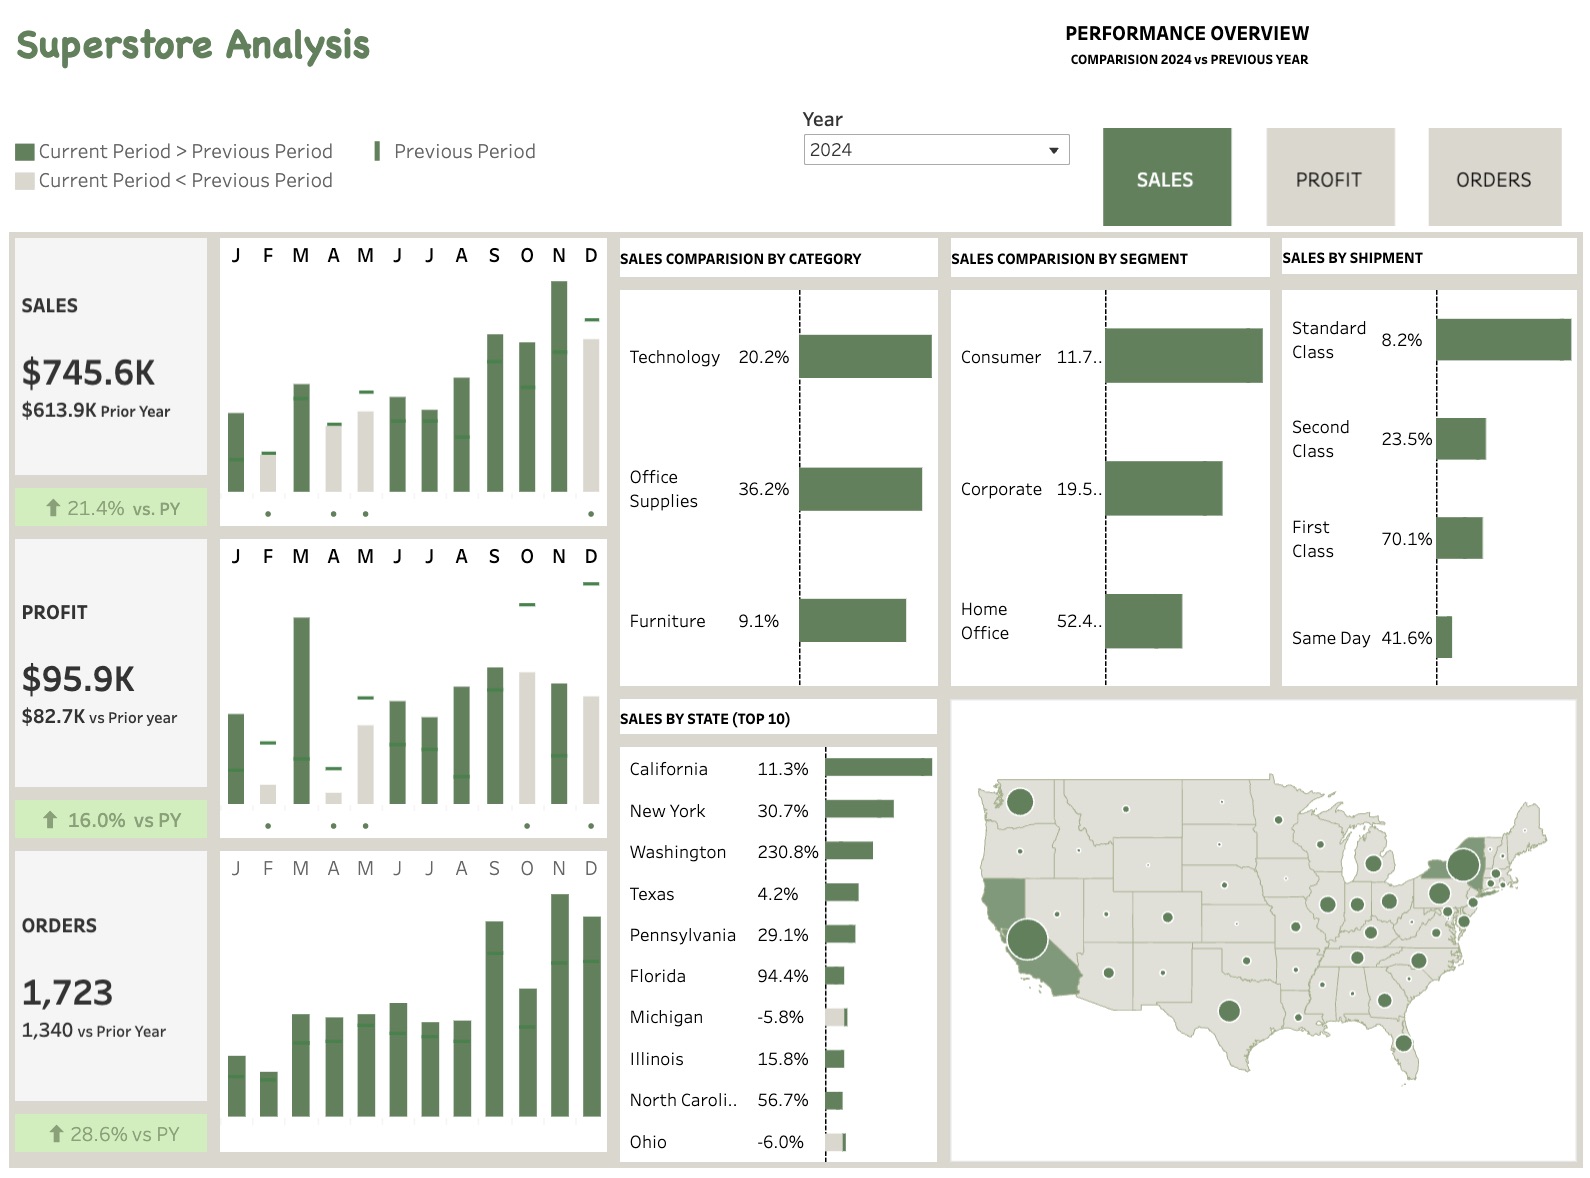 Superstore Analysis
PERFORMANCE OVERVIEW
COMPARISION 2024 vs PREVIOUS YEAR
Current Period > Previous Period
Previous Period
Current Period < Previous Period
Year
2024
SALES
PROFIT
ORDERS
SALES
$745.6K
$613.9K Prior Year
21.4% vs. PY
J F M A M J J A S O N D
PROFIT
$95.9K
$82.7K vs Prior year
16.0% vs PY
J F M A M J J A S O N D
ORDERS
1,723
1,340 vs Prior Year
28.6% vs PY
J F M A M J J A S O N D
SALES COMPARISION BY CATEGORY
Technology 20.2%
Office
Supplies
36.2%
Furniture 9.1%
SALES COMPARISION BY SEGMENT
Consumer 11.7..
Corporate 19.5..
Home
Office
52.4..
SALES BY SHIPMENT
Standard
Class
8.2%
Second
Class
23.5%
First
Class
70.1%
Same Day 41.6%
SALES BY STATE (TOP 10)
California 11.3%
New York 30.7%
Washington 230.8%
Texas 4.2%
Pennsylvania 29.1%
Florida 94.4%
Michigan -5.8%
Illinois 15.8%
North Caroli.. 56.7%
Ohio -6.0%